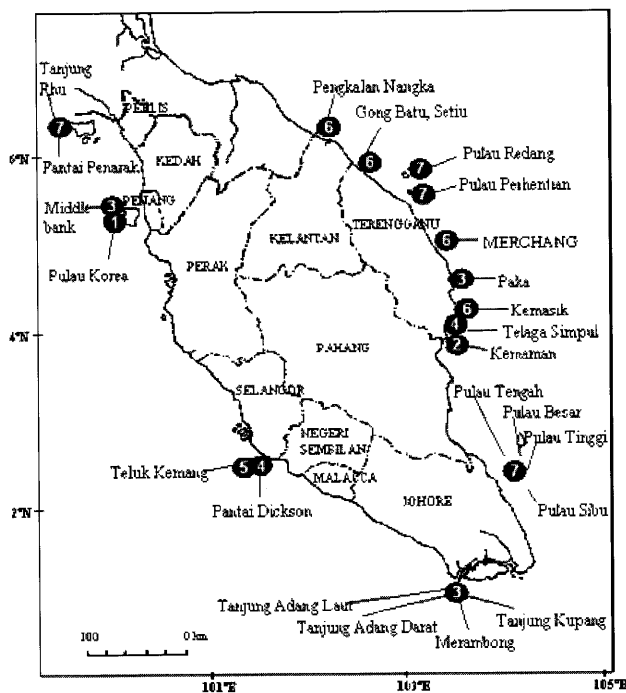 Pengkalan Nangka
Gong Batu, Setiu
Tanjung
Rhu
PERLIS
7
6
6
7
Pulau Redang
6°N
Pantai Penarak
KEDAH
7
Pulau Perhentian
Middle
bank
3
PENANG
1
TERENGGANU
KELANTAN
6
MERCHANG
Pulau Korea
PERAK
3
Paka
6
Kemasik
4°N
4
Telaga Simpul
PAHANG
2
Kemaman
SELANGOR
Pulau Tengah
Pulau Besar
Pulau Tinggi
NEGERI
SEMBILAN
Teluk Kemang
5
4
MALACCA
7
Pantai Dickson
JOHORE
2°N
Pulau Sibu
3
Tanjung Adang Laut
Tanjung Adang Darat
Tanjung Kupang
Merambong
100
0 km
101°E
103°E
105°E